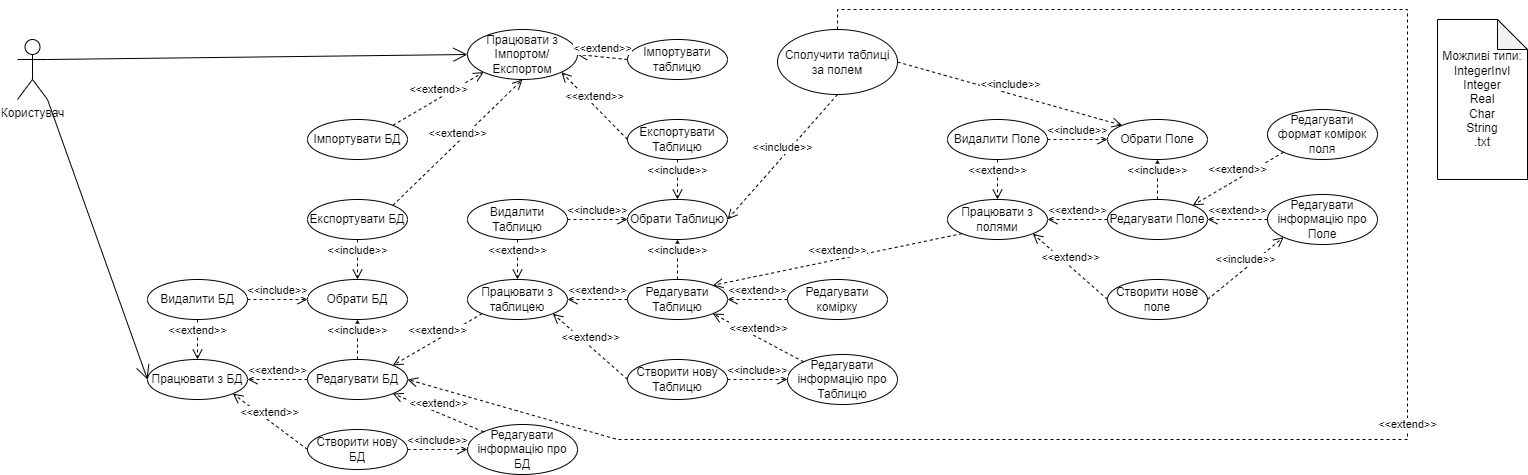 Користувач
Працювати з
Імпортом/
Експортом
<<extend>>
Імпортувати
таблицю
<<extend>>
<<extend>>
<<extend>>
Імпортувати БД
Експортувати
Таблицю
<<include>>
Сполучити таблиці
за полем
<<include>>
<<include>>
Видалити Поле
<<include>>
Обрати Поле
Редагувати
формат комірок
поля
<<extend>>
<<include>>
<<extend>>
Працювати з
полями
<<extend>>
Редагувати Поле
<<extend>>
Редагувати
інформацію про
Поле
<<extend>>
<<include>>
Створити нове
поле
Експортувати БД
<<include>>
Видалити
Таблицю
<<include>>
Обрати Таблицю
<<extend>>
<<include>>
<<extend>>
Видалити БД
<<include>>
Обрати БД
Працювати з
таблицею
<<extend>>
Редагувати
Таблицю
<<extend>>
Редагувати
комірку
<<extend>>
<<include>>
<<extend>>
<<extend>>
<<extend>>
Працювати з БД
<<extend>>
Редагувати БД
Створити нову
Таблицю
<<include>>
Редагувати
інформацію про
Таблицю
<<extend>>
<<extend>>
<<extend>>
Створити нову
БД
<<include>>
Редагувати
інформацію про
БД
Можливі типи:
IntegerInvl
Integer
Real
Char
String
.txt